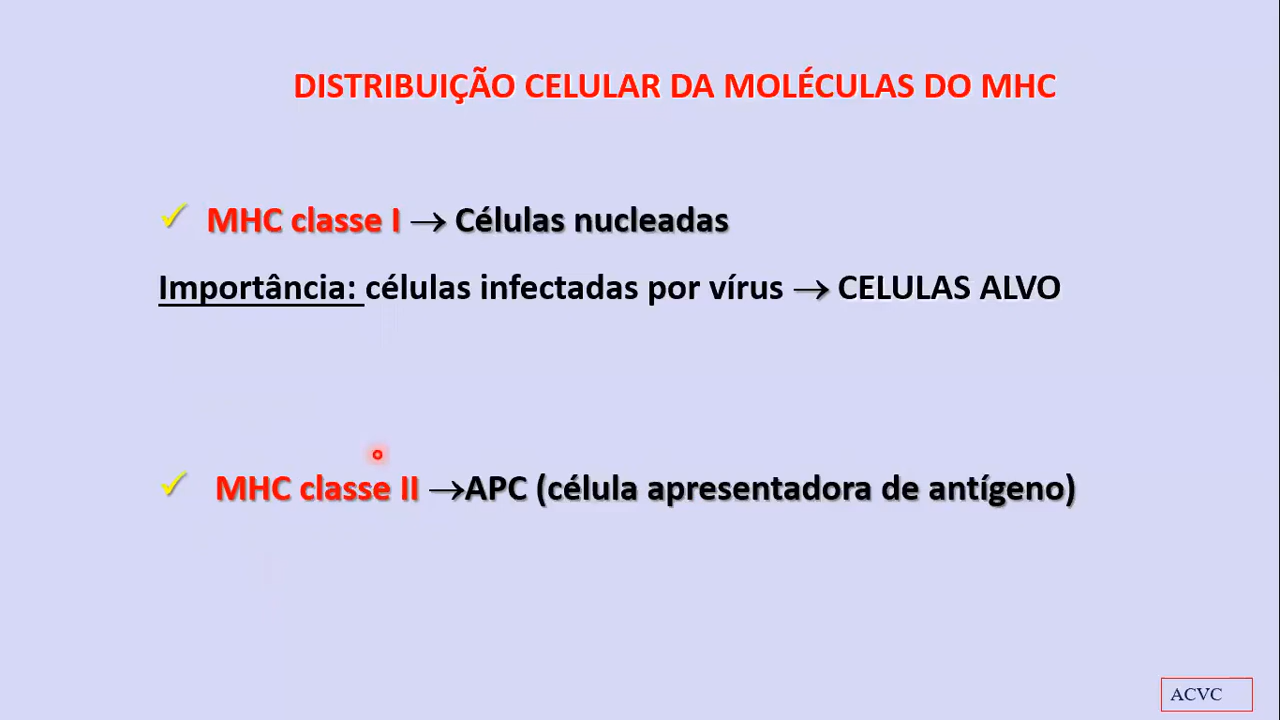 DISTRIBUIÇÃO CELULAR DA MOLÉCULAS DO MHC
✓ MHC classe I → Células nucleadas
Importância: células infectadas por vírus → CELULAS ALVO
✓ MHC classe II →APC (célula apresentadora de antígeno)
ACVC